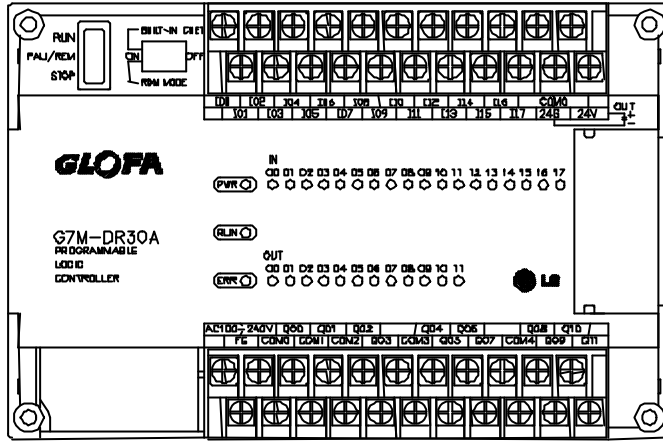 RUN
PAU/REM
STOP
BUILT-IN CNET
ON
OFF
ROM MODE
I00 I02 I04 I06 I08 I10 I12 I14 I16 COM0
I01 I03 I05 I07 I09 I11 I13 I15 I17 24G 24V
OUT
+
-
GLOFA
IN
PWR 00 01 02 03 04 05 06 07 08 09 10 11 12 13 14 15 16 17
G7M-DR30A
PROGRAMMABLE
LOGIC
CONTROLLER
RUN
OUT
ERR 00 01 02 03 04 05 06 07 08 09 10 11
LG
AC100~240V Q00 Q01 Q02 Q04 Q06 Q08 Q10
FG COM0 COM1 COM2 Q03 COM3 Q05 Q07 COM4 Q09 Q11